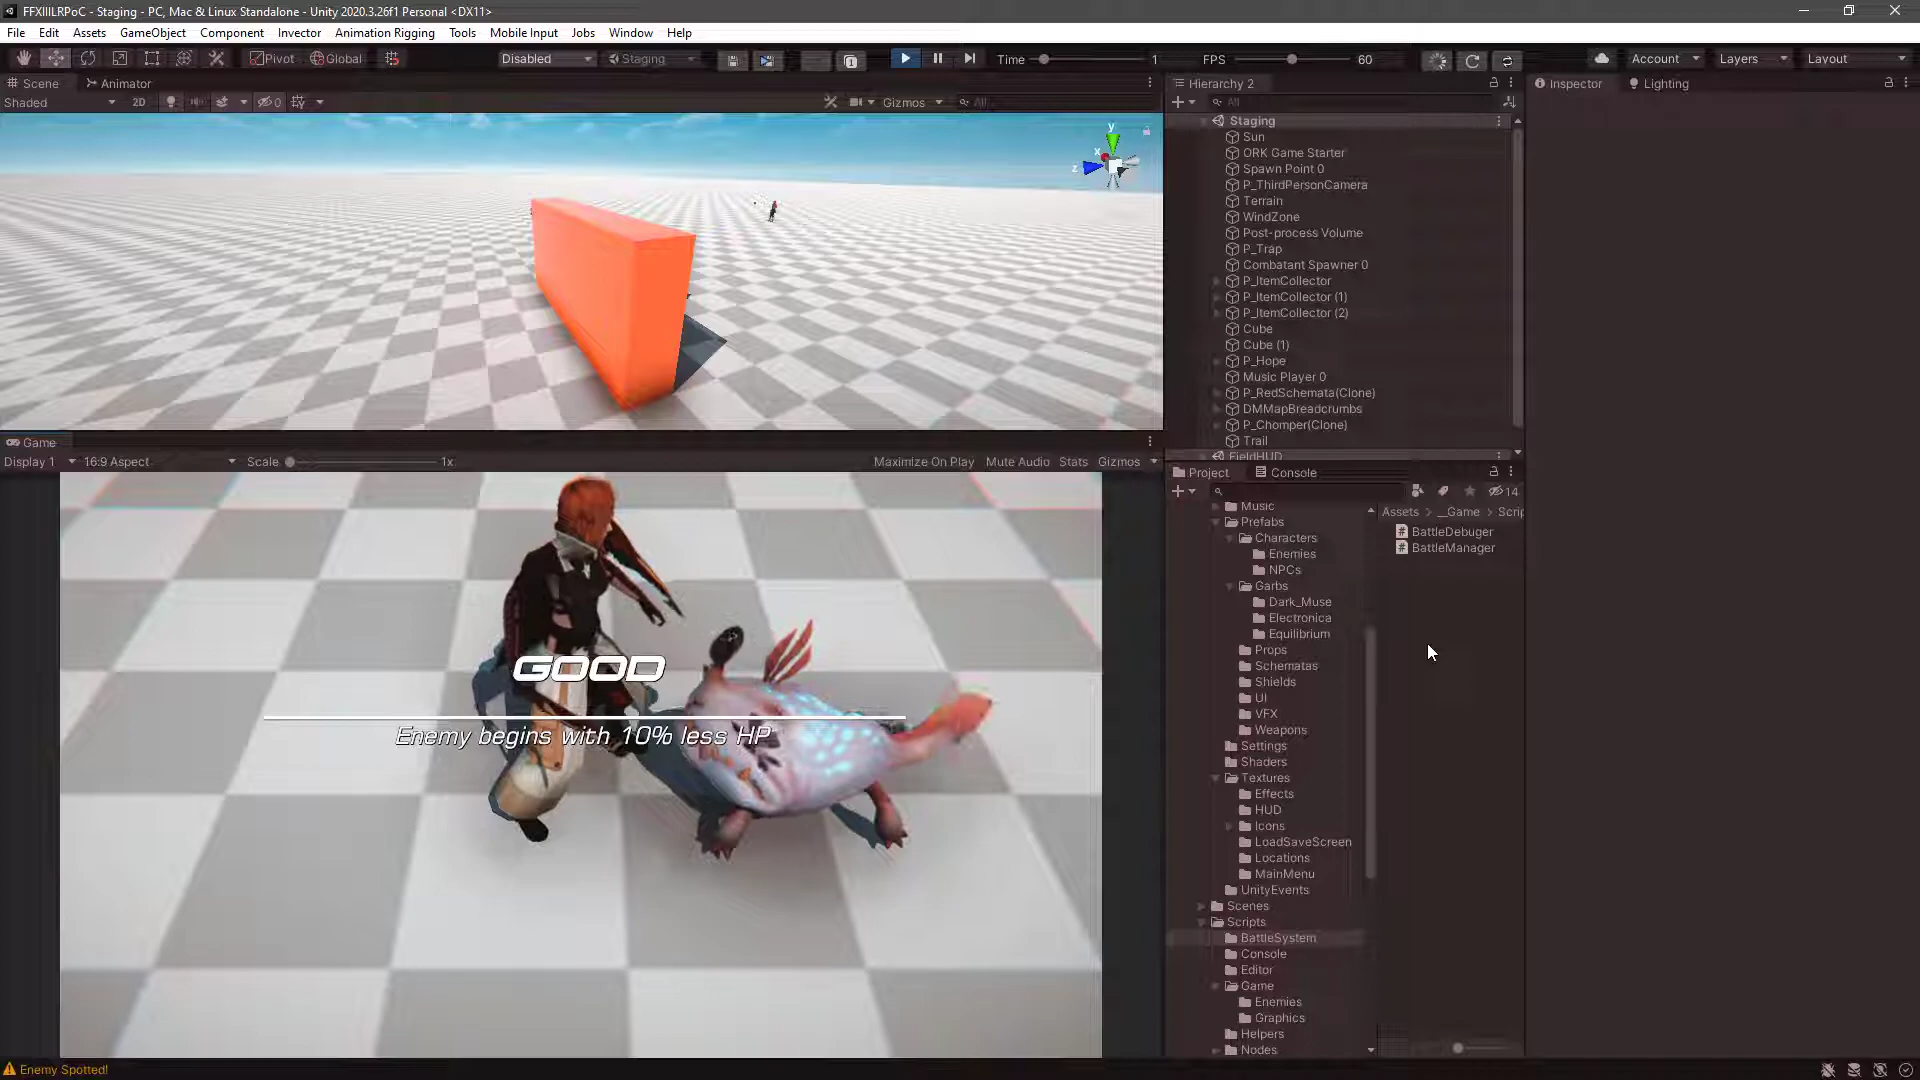 FFXIIILRPoC - Staging - PC, Mac & Linux Standalone - Unity 2020.3.26f1 Personal <DX11>
File Edit Assets GameObject Component Invector Animation Rigging Tools Mobile Input Jobs Window Help
Pivot Global Disabled Staging Time 1 FPS 60 Account Layers Layout
Scene Animator
Shaded 2D 0 Gizmos All
y
x
z
Hierarchy 2
All
Staging
Sun
ORK Game Starter
Spawn Point 0
P_ThirdPersonCamera
Terrain
WindZone
Post-process Volume
P_Trap
Combatant Spawner 0
P_ItemCollector
P_ItemCollector (1)
P_ItemCollector (2)
Cube
Cube (1)
P_Hope
Music Player 0
P_RedSchemata(Clone)
DMMapBreadcrumbs
P_Chomper(Clone)
Trail
FieldHUD
Inspector Lighting
Game
Display 1 16:9 Aspect Scale 1x Maximize On Play Mute Audio Stats Gizmos
GOOD
Enemy begins with 10% less HP
Project Console
14
Music
Prefabs
Characters
Enemies
NPCs
Garbs
Dark_Muse
Electronica
Equilibrium
Props
Schematas
Shields
UI
VFX
Weapons
Settings
Shaders
Textures
Effects
HUD
Icons
LoadSaveScreen
Locations
MainMenu
UnityEvents
Scenes
Scripts
BattleSystem
Console
Editor
Game
Enemies
Graphics
Helpers
Nodes
Assets > __Game > Scrip
BattleDebuger
BattleManager
Enemy Spotted!